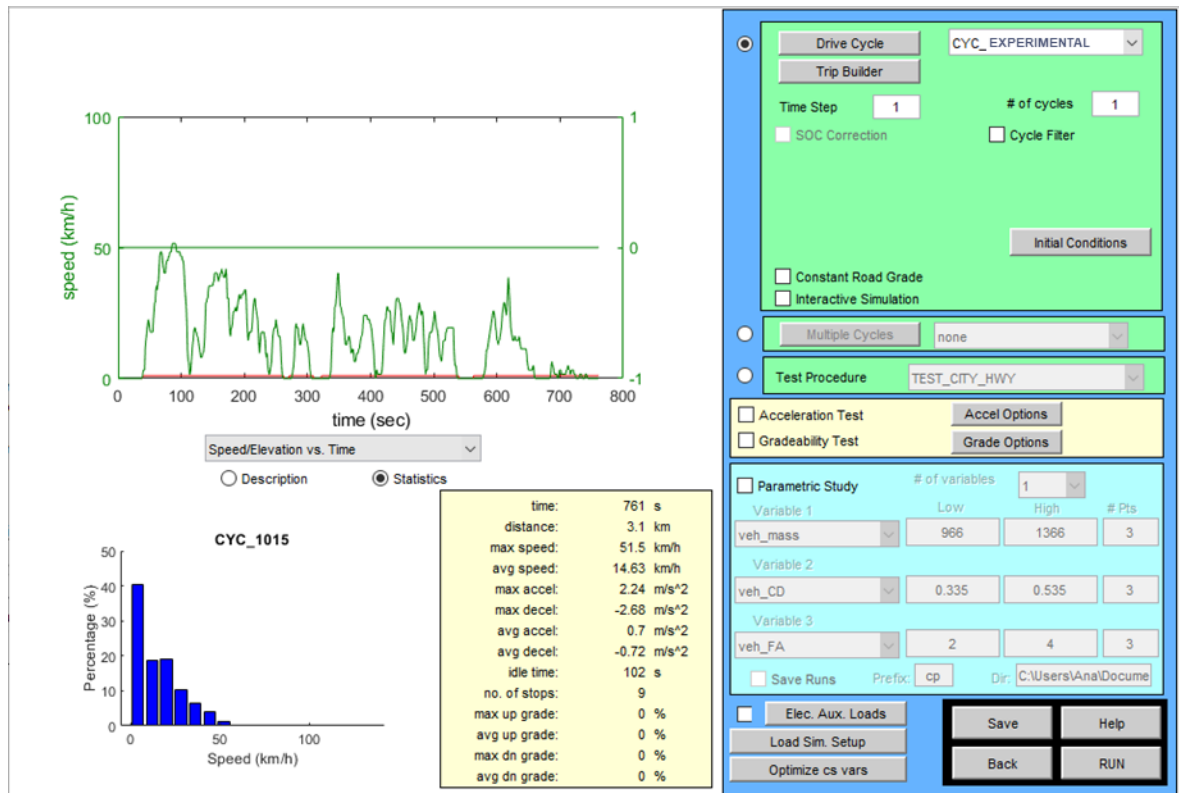 100
50
0
speed (km/h)
1
0
-1
0 100 200 300 400 500 600 700 800
time (sec)
Speed/Elevation vs. Time
Description Statistics
CYC_1015
50
40
30
20
10
0
Percentage (%)
0 50 100
Speed (km/h)
time: 761 s
distance: 3.1 km
max speed: 51.5 km/h
avg speed: 14.63 km/h
max accel: 2.24 m/s^2
max decel: -2.68 m/s^2
avg accel: 0.7 m/s^2
avg decel: -0.72 m/s^2
idle time: 102 s
no. of stops: 9
max up grade: 0 %
avg up grade: 0 %
max dn grade: 0 %
avg dn grade: 0 %
Drive Cycle CYC_EXPERIMENTAL
Trip Builder
Time Step 1 # of cycles 1
SOC Correction Cycle Filter
Initial Conditions
Constant Road Grade
Interactive Simulation
Multiple Cycles none
Test Procedure TEST_CITY_HWY
Acceleration Test Accel Options
Gradeability Test Grade Options
Parametric Study # of variables 1
Variable 1 Low High # Pts
veh_mass 966 1366 3
Variable 2
veh_CD 0.335 0.535 3
Variable 3
veh_FA 2 4 3
Save Runs Prefix: cp Dir: C:\Users\Ana\Docume
Elec. Aux. Loads
Load Sim. Setup
Optimize cs vars
Save Help
Back RUN